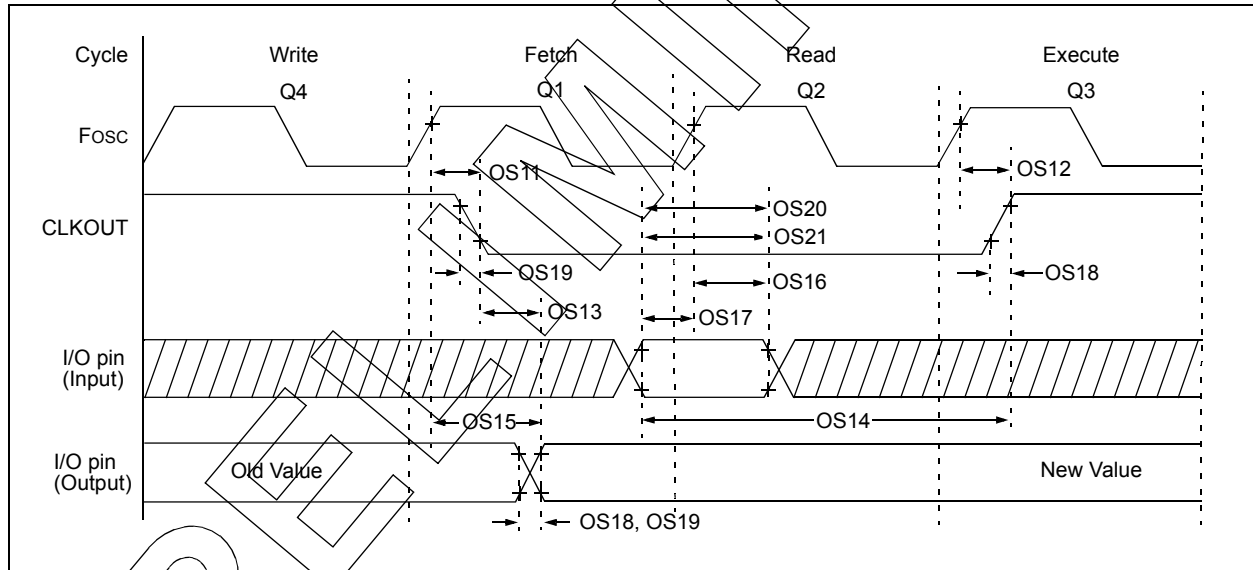 Cycle Write Fetch Read Execute
Q4 Q1 Q2 Q3
Fosc
OS11 OS12
CLKOUT
OS20
OS21
OS19 OS18
OS16
OS13 OS17
I/O pin
(Input)
OS15 OS14
I/O pin
(Output)
Old Value New Value
OS18, OS19